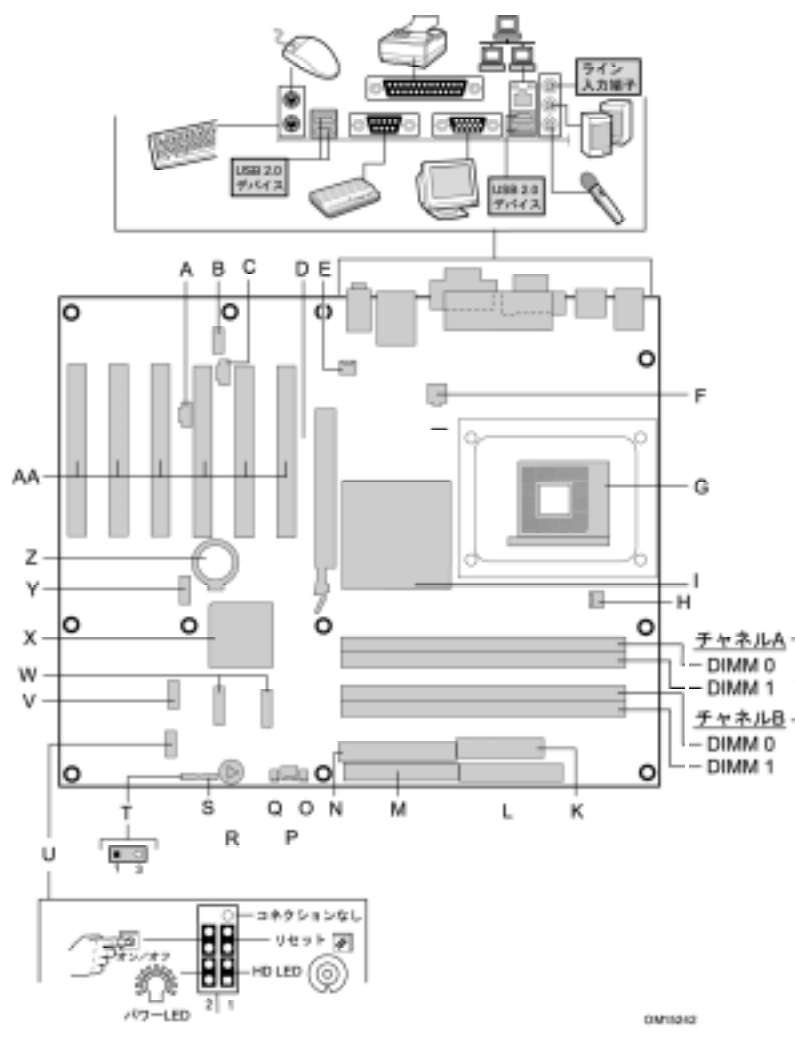 ライン
入力端子
USB 2.0
デバイス
USB 2.0
デバイス
A
B
C
D
E
F
AA
G
Z
Y
I
H
X
チャネルA
DIMM 0
DIMM 1
W
V
チャネルB
DIMM 0
DIMM 1
U
T
S
R
Q
P
O
N
M
L
K
1 3
コネクションなし
リセット
オン/オフ
HD LED
パワーLED
2 1
OM15242